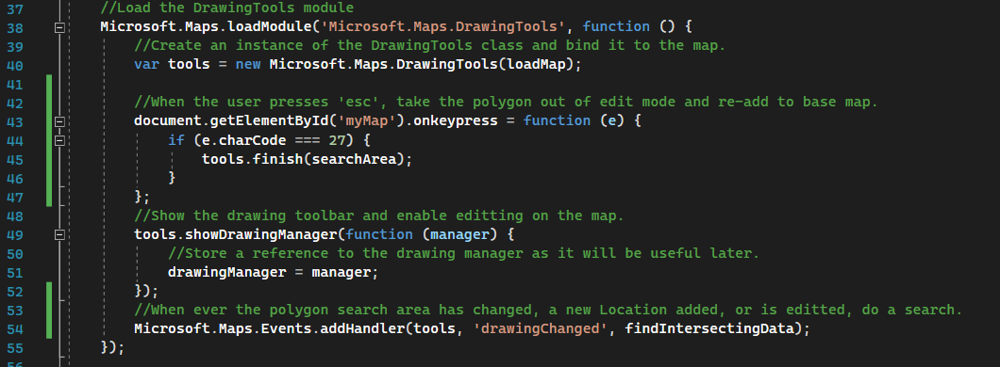 37 //Load the DrawingTools module
38 Microsoft.Maps.loadModule('Microsoft.Maps.DrawingTools', function () {
39 //Create an instance of the DrawingTools class and bind it to the map.
40 var tools = new Microsoft.Maps.DrawingTools(loadMap);
41
42 //When the user presses 'esc', take the polygon out of edit mode and re-add to base map.
43 document.getElementById('myMap').onkeypress = function (e) {
44 if (e.charCode === 27) {
45 tools.finish(searchArea);
46 }
47 };
48 //Show the drawing toolbar and enable editting on the map.
49 tools.showDrawingManager(function (manager) {
50 //Store a reference to the drawing manager as it will be useful later.
51 drawingManager = manager;
52 });
53 //When ever the polygon search area has changed, a new Location added, or is editted, do a search.
54 Microsoft.Maps.Events.addHandler(tools, 'drawingChanged', findIntersectingData);
55 });
56